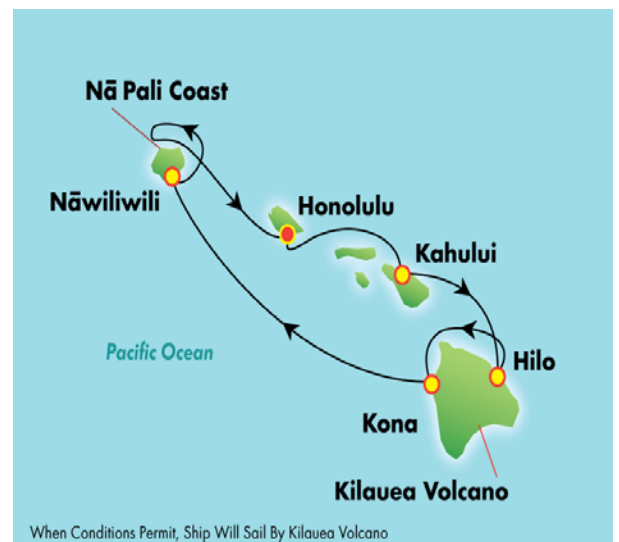 Nā Pali Coast
Nāwiliwili
Honolulu
Kahului
Pacific Ocean
Hilo
Kona
Kilauea Volcano
When Conditions Permit, Ship Will Sail By Kilauea Volcano